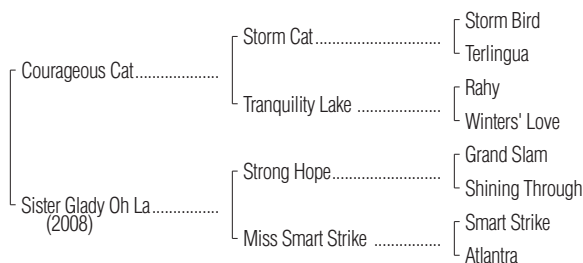 Storm Bird
Storm Cat........................................
Terlingua
Courageous Cat...........................
Rahy
Tranquility Lake ...........................
Winters' Love
Grand Slam
Strong Hope...................................
Shining Through
Sister Glady Oh La.....................
(2008)
Smart Strike
Miss Smart Strike .....................
Atlantra